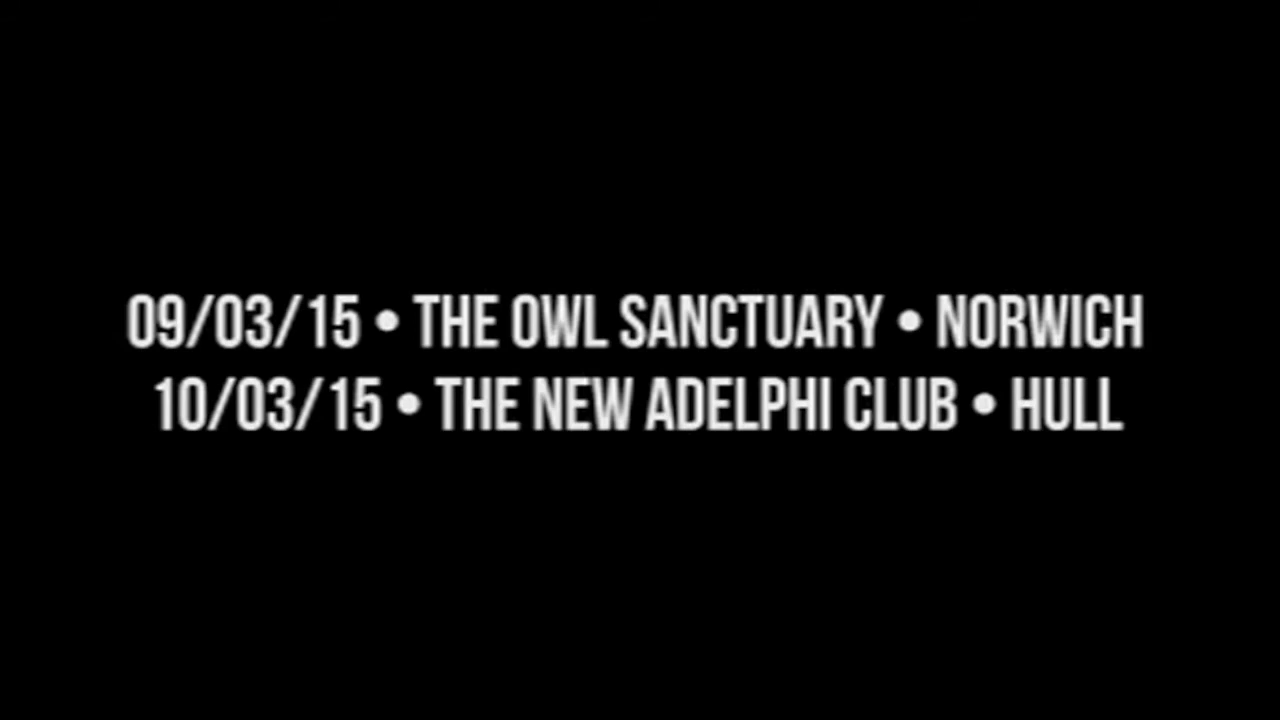 09/03/15 • THE OWL SANCTUARY • NORWICH
10/03/15 • THE NEW ADELPHI CLUB • HULL